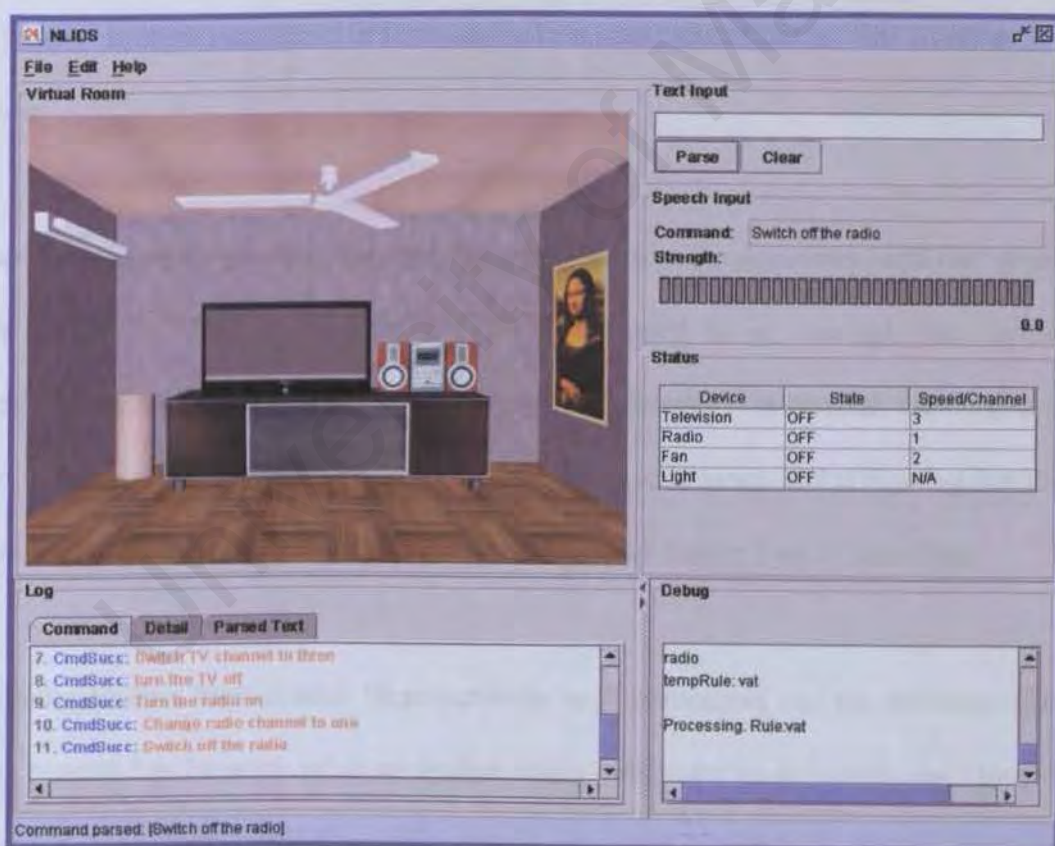 NLIDS
File Edit Help
Virtual Room
Text Input
Parse Clear
Speech Input
Command: Switch off the radio
Strength:
0.0
Status
Device State Speed/Channel
Television OFF 3
Radio OFF 1
Fan OFF 2
Light OFF N/A
Log
Command Detail Parsed Text
7. CmdSucc: Switch TV channel to three
8. CmdSucc: turn the TV off
9. CmdSucc: Turn the radio on
10. CmdSucc: Change radio channel to one
11. CmdSucc: Switch off the radio
Debug
radio
tempRule: vat
Processing. Rule:vat
Command parsed: [Switch off the radio]
University of Ma